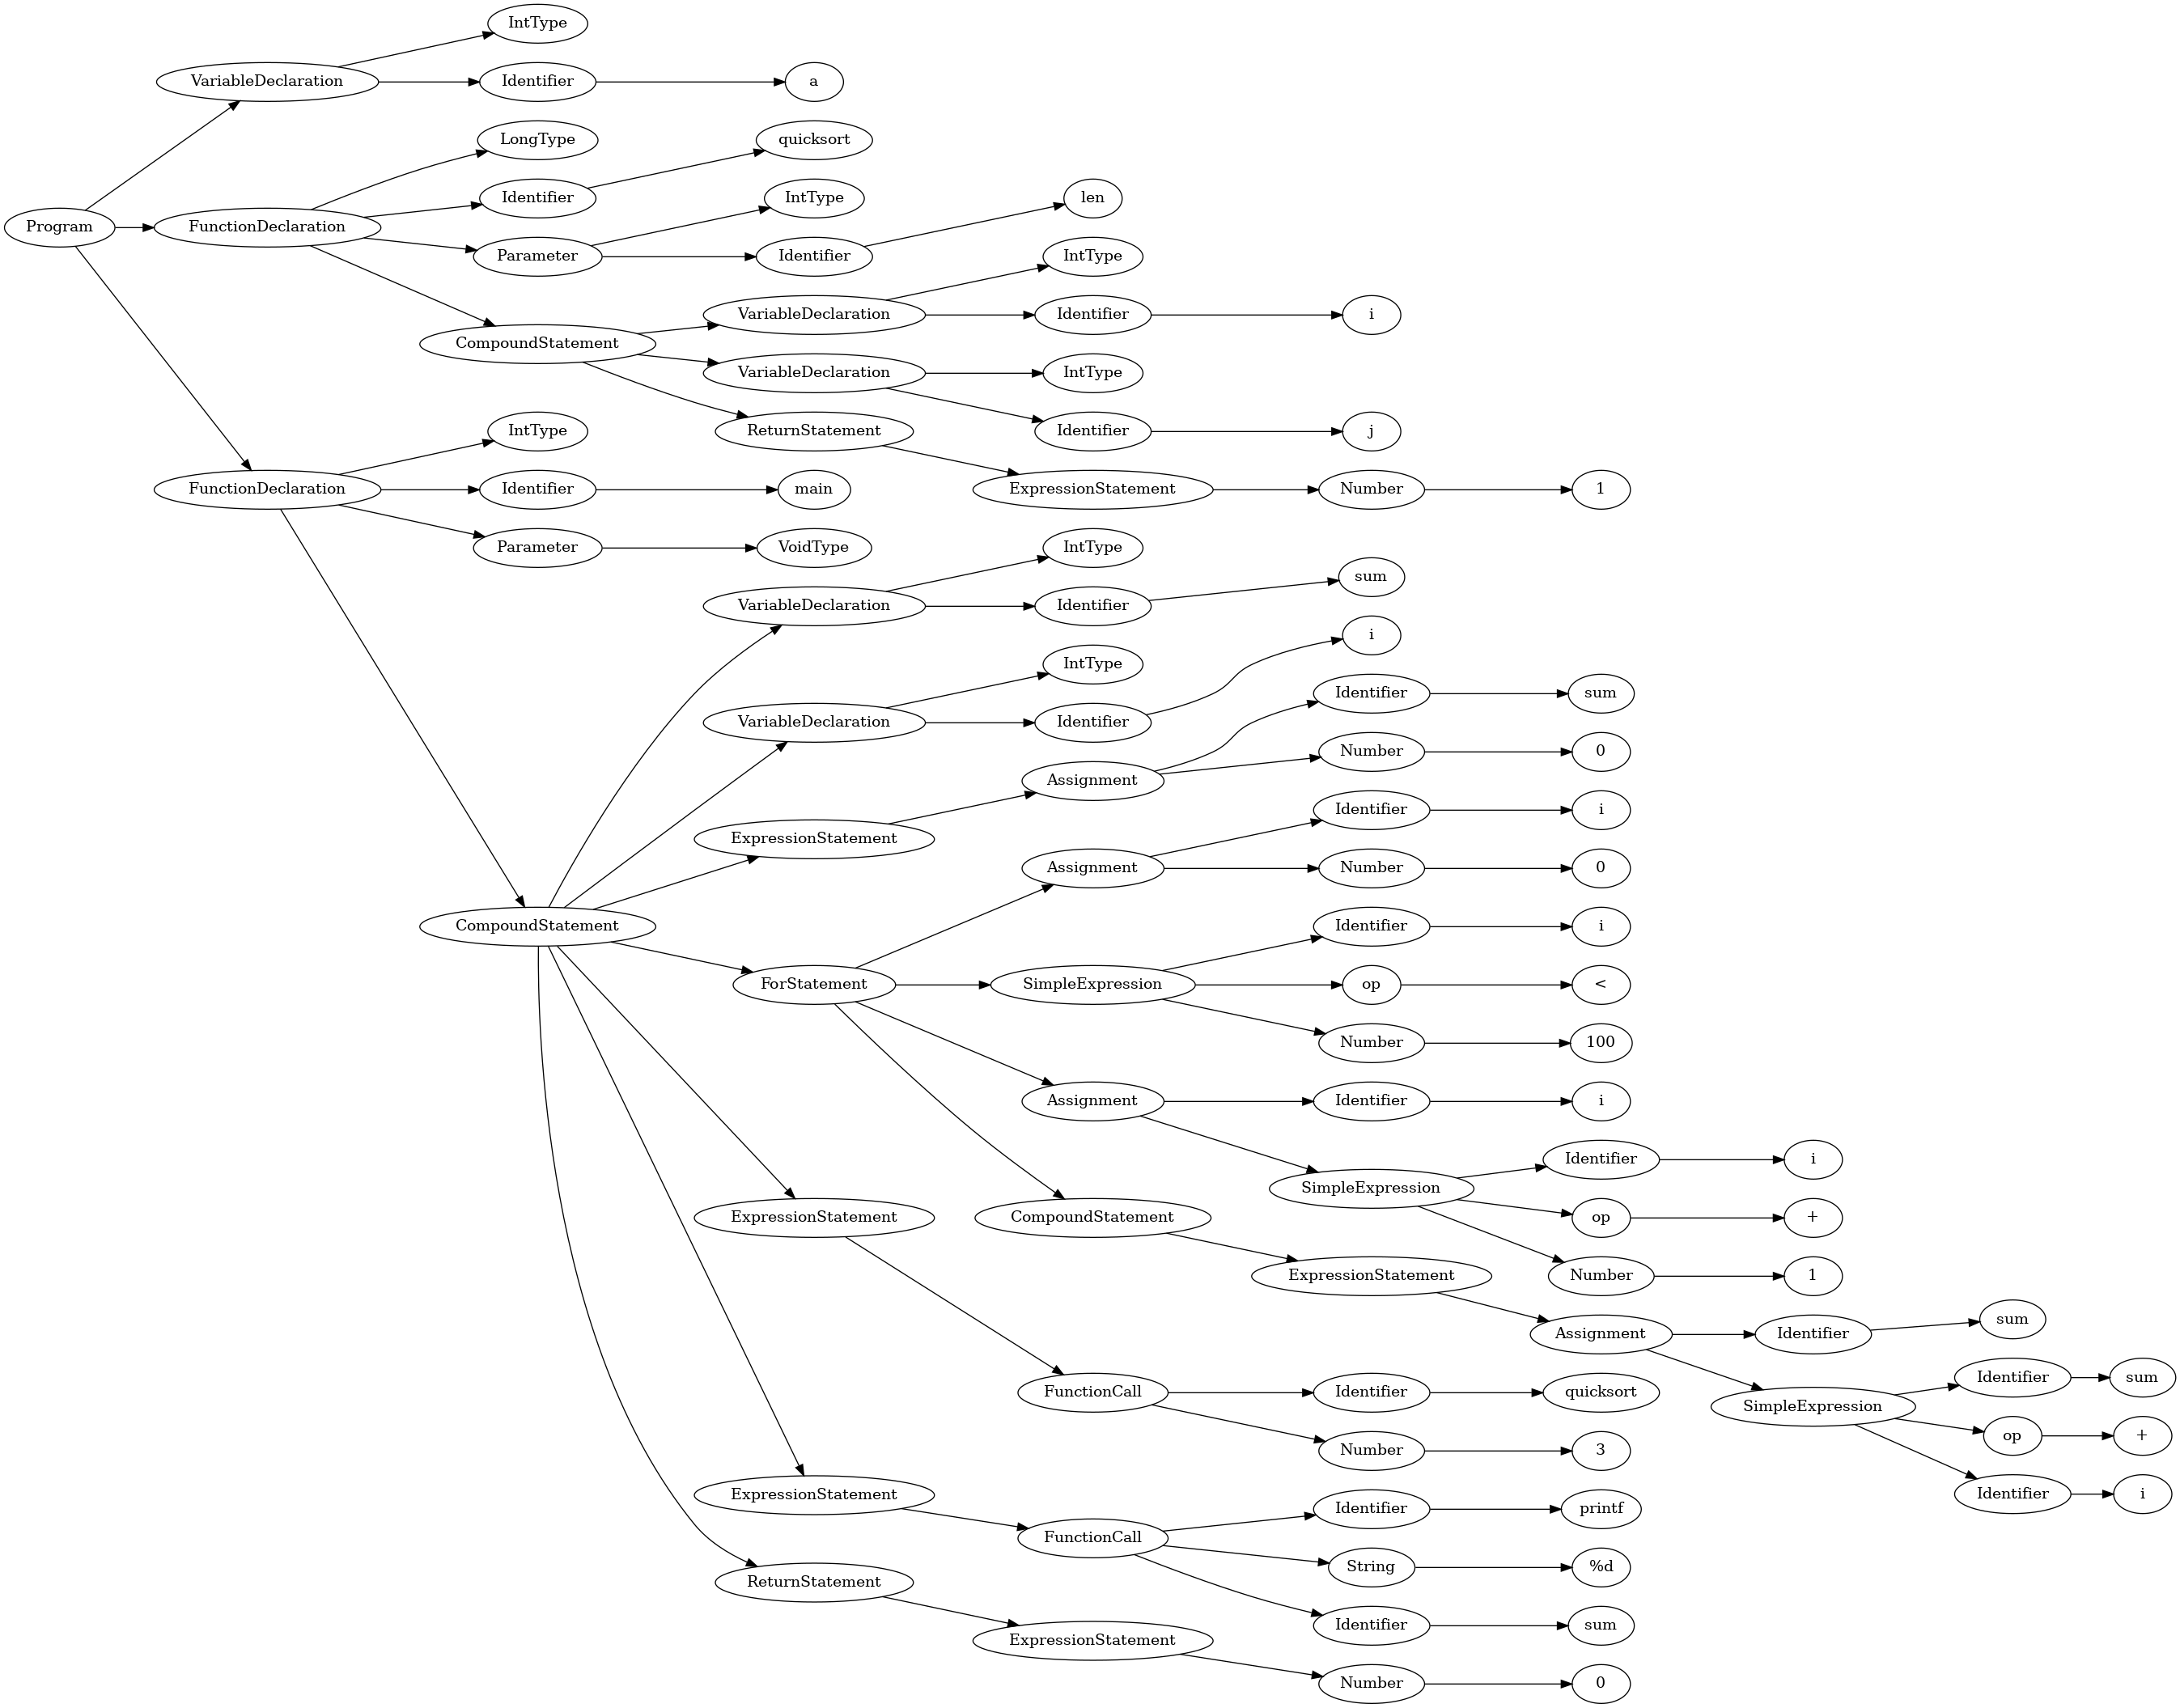 Program
VariableDeclaration
IntType
Identifier
a
FunctionDeclaration
LongType
Identifier
quicksort
Parameter
IntType
Identifier
len
CompoundStatement
VariableDeclaration
IntType
Identifier
i
VariableDeclaration
IntType
Identifier
j
ReturnStatement
ExpressionStatement
Number
1
FunctionDeclaration
IntType
Identifier
main
Parameter
VoidType
CompoundStatement
VariableDeclaration
IntType
Identifier
sum
VariableDeclaration
IntType
Identifier
i
ExpressionStatement
Assignment
Identifier
sum
Number
0
ForStatement
Assignment
Identifier
i
Number
0
SimpleExpression
Identifier
i
op
<
Number
100
Assignment
Identifier
i
SimpleExpression
Identifier
i
op
+
Number
1
CompoundStatement
ExpressionStatement
Assignment
Identifier
sum
SimpleExpression
Identifier
sum
op
+
Identifier
i
ExpressionStatement
FunctionCall
Identifier
quicksort
Number
3
ExpressionStatement
FunctionCall
Identifier
printf
String
%d
Identifier
sum
ReturnStatement
ExpressionStatement
Number
0